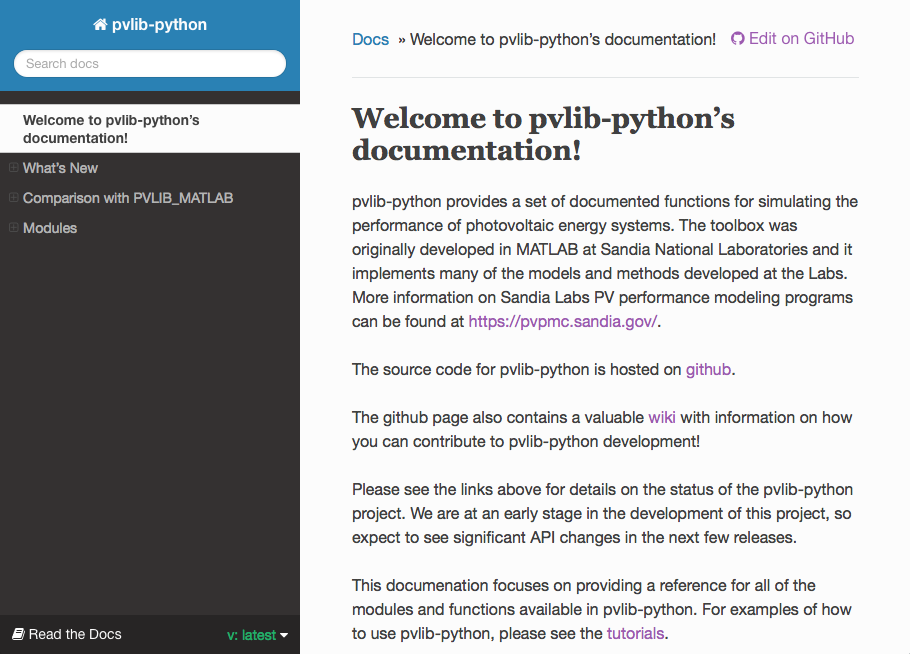 pvlib-python
Search docs
Welcome to pvlib-python’s
documentation!
What’s New
Comparison with PVLIB_MATLAB
Modules
Read the Docs
v: latest
Docs » Welcome to pvlib-python’s documentation! Edit on GitHub
Welcome to pvlib-python’s
documentation!
pvlib-python provides a set of documented functions for simulating the
performance of photovoltaic energy systems. The toolbox was
originally developed in MATLAB at Sandia National Laboratories and it
implements many of the models and methods developed at the Labs.
More information on Sandia Labs PV performance modeling programs
can be found at https://pvpmc.sandia.gov/.
The source code for pvlib-python is hosted on github.
The github page also contains a valuable wiki with information on how
you can contribute to pvlib-python development!
Please see the links above for details on the status of the pvlib-python
project. We are at an early stage in the development of this project, so
expect to see significant API changes in the next few releases.
This documenation focuses on providing a reference for all of the
modules and functions available in pvlib-python. For examples of how
to use pvlib-python, please see the tutorials.